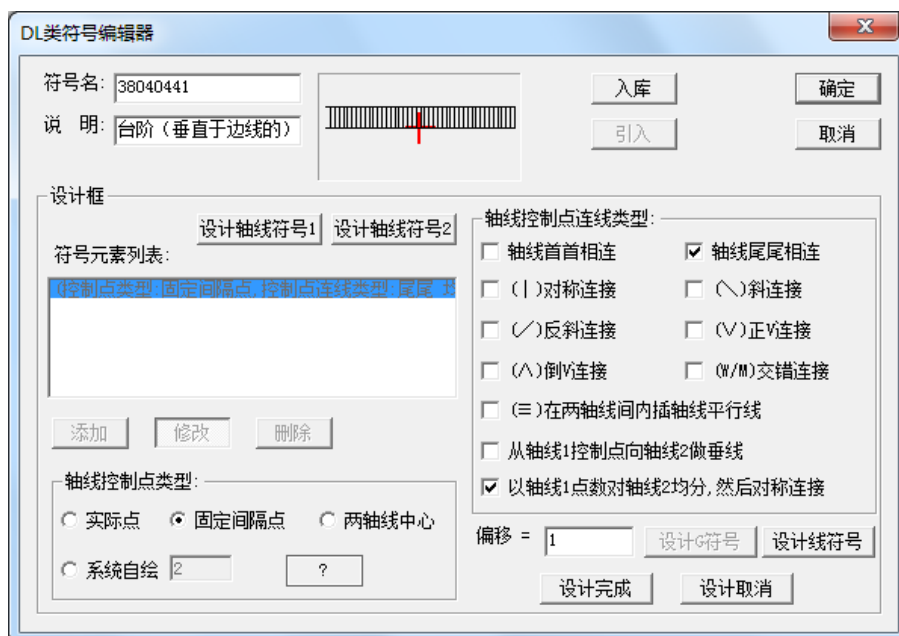 DL类符号编辑器
符号名: 38040441
入库
确定
说 明: 台阶(垂直于边线的)
引入
取消
设计框
设计轴线符号1 设计轴线符号2
符号元素列表:
(控制点类型:固定间隔点,控制点连线类型:尾尾 均
添加
修改
删除
轴线控制点类型:
实际点
固定间隔点
两轴线中心
系统自绘 2
?
轴线控制点连线类型:
轴线首首相连
轴线尾尾相连
(|)对称连接
(╲)斜连接
(╱)反斜连接
(∨)正V连接
(∧)倒V连接
(W/M)交错连接
(≡)在两轴线间内插轴线平行线
从轴线1控制点向轴线2做垂线
以轴线1点数对轴线2均分,然后对称连接
偏移 = 1
设计G符号
设计线符号
设计完成
设计取消